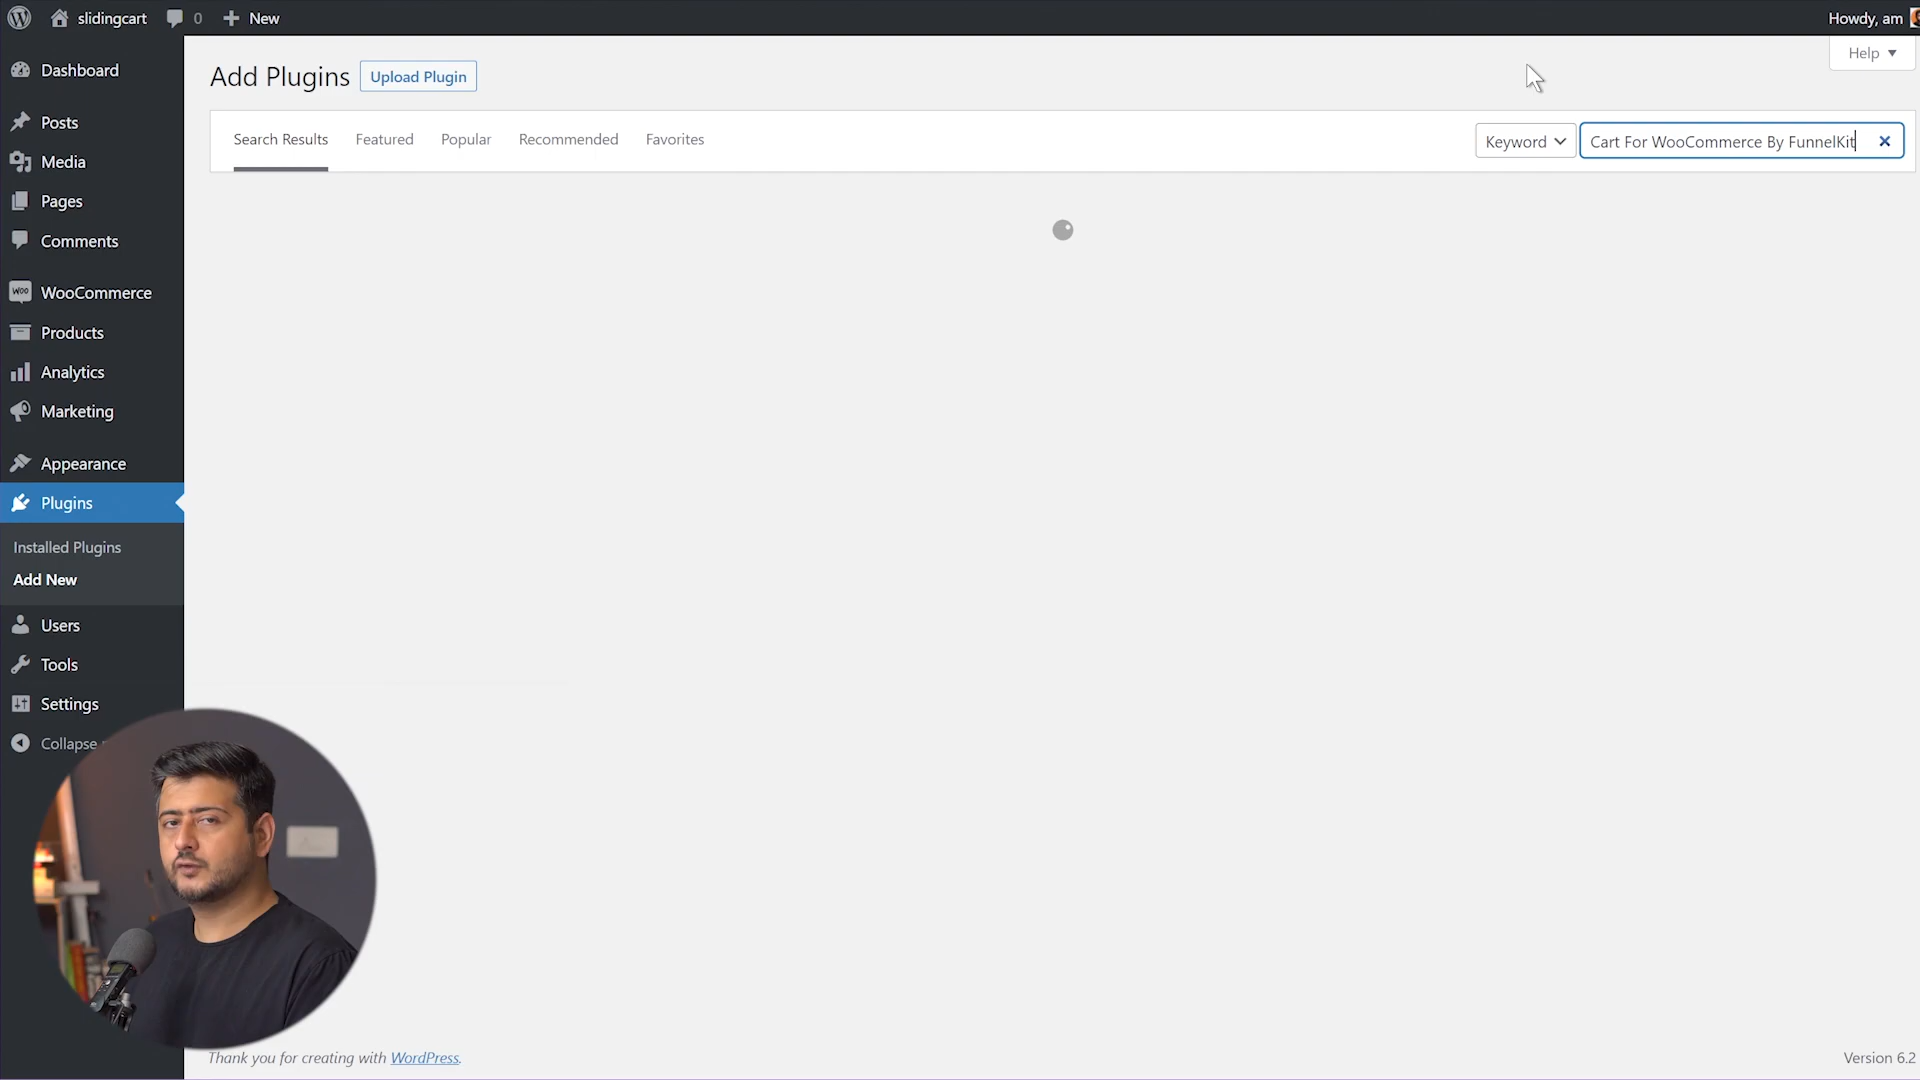 slidingcart
0
New
Howdy, am
Help
Dashboard
Posts
Media
Pages
Comments
WOO
WooCommerce
Products
Analytics
Marketing
Appearance
Plugins
Installed Plugins
Add New
Users
Tools
Settings
Collapse
Add Plugins
Upload Plugin
Search Results
Featured
Popular
Recommended
Favorites
Keyword
Cart For WooCommerce By FunnelKit
Thank you for creating with WordPress.
Version 6.2